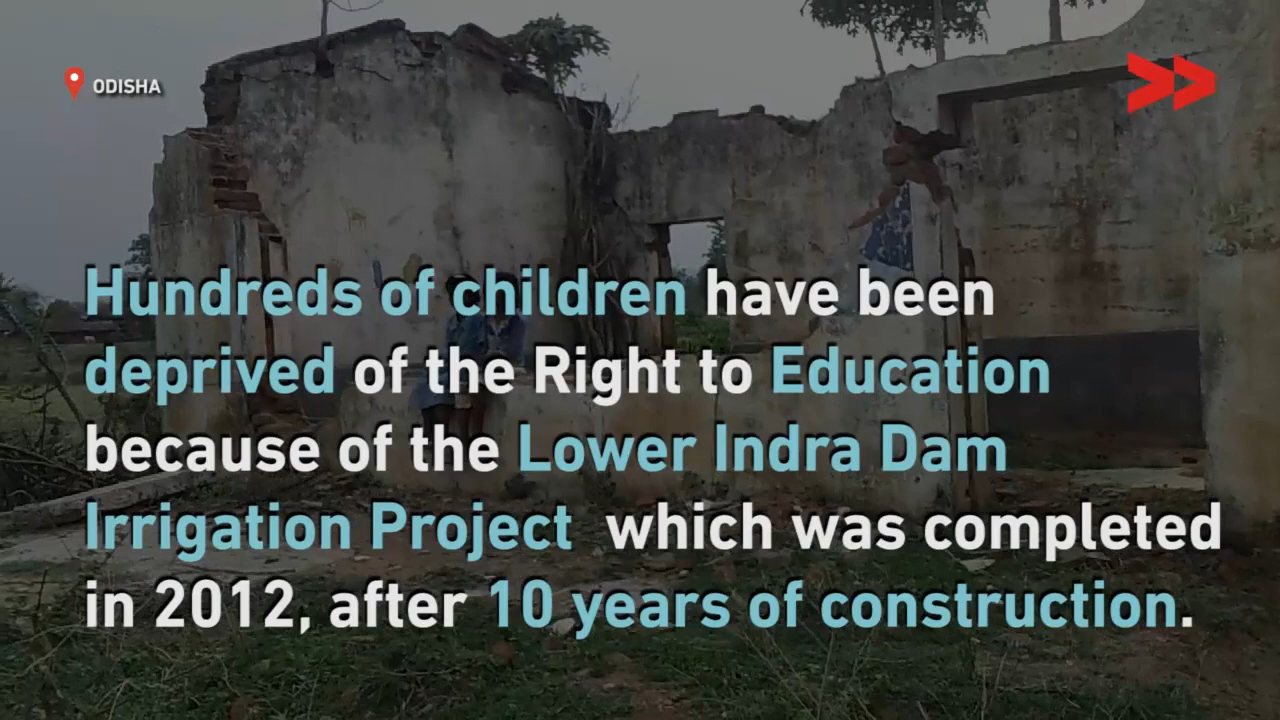 ODISHA
Hundreds of children have been
deprived of the Right to Education
because of the Lower Indra Dam
Irrigation Project which was completed
in 2012, after 10 years of construction.